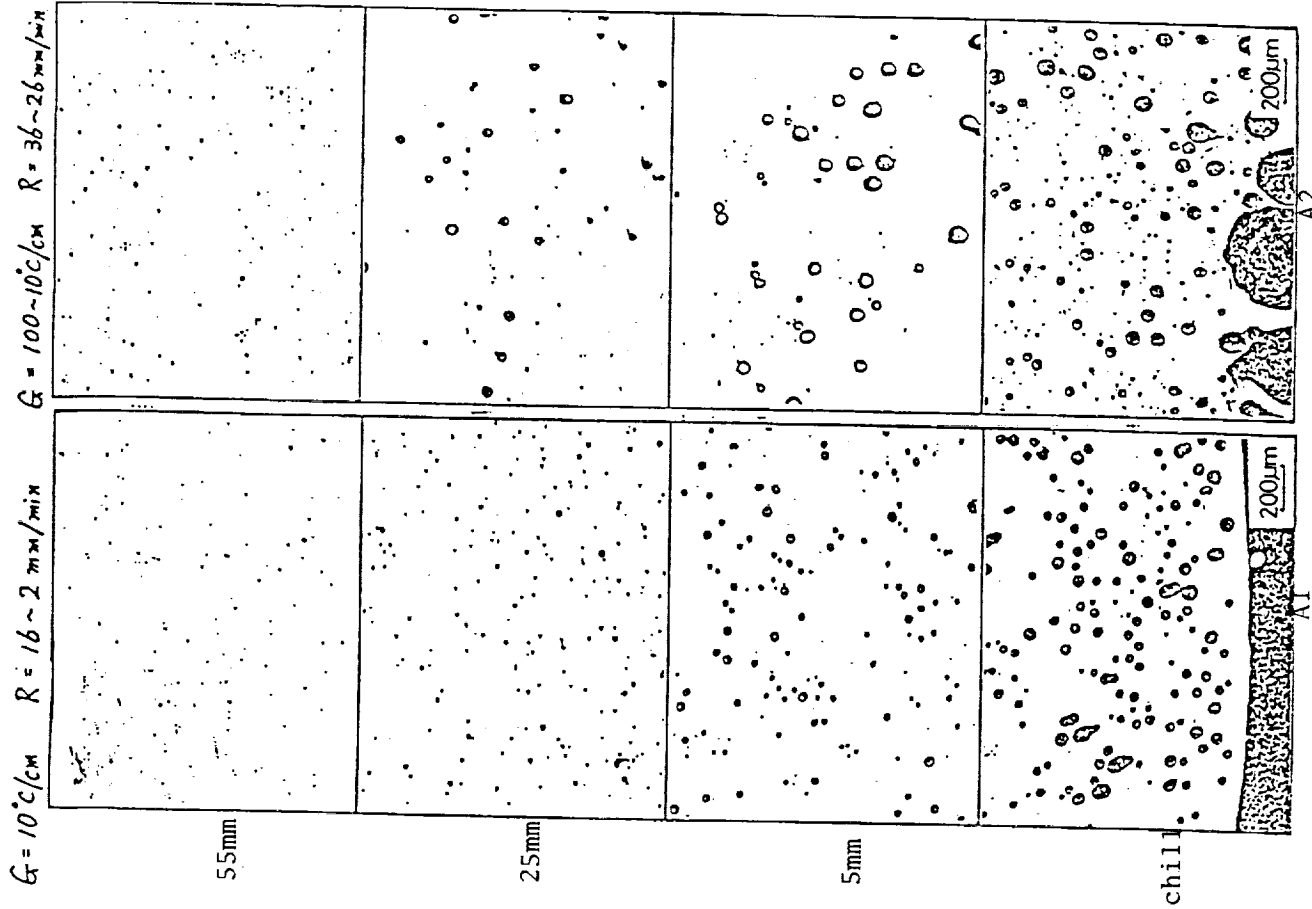 G = 10°C/cm R = 16~2 mm/min
G = 100~10°C/cm R = 36~26 mm/min
55mm
25mm
5mm
chill
200μm
200μm
A1
A2